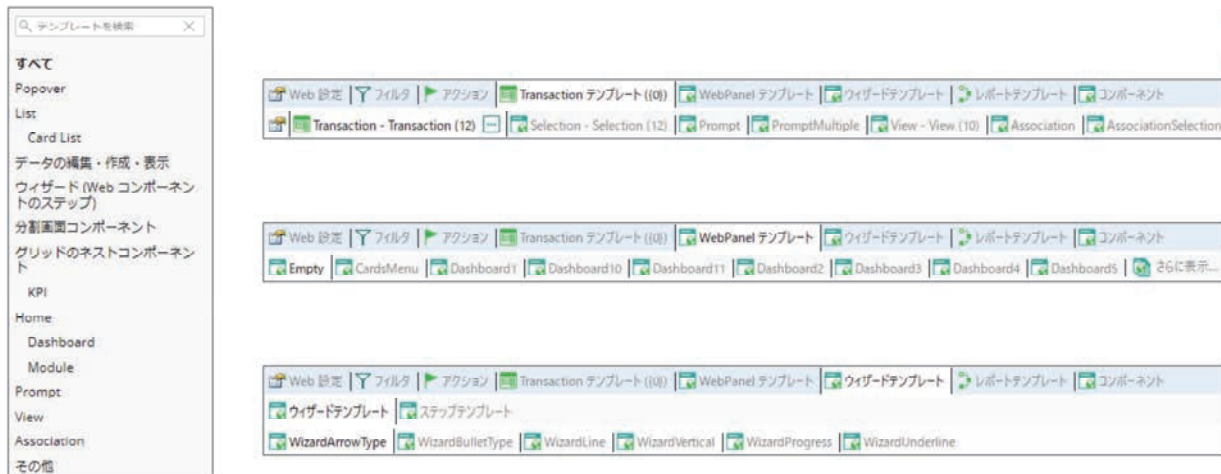 テンプレートを検索
すべて
Popover
List
Card List
データの編集・作成・表示
ウィザード (Web コンポーネン
トのステップ)
分割画面コンポーネント
グリッドのネストコンポーネン
ト
KPI
Home
Dashboard
Module
Prompt
View
Association
その他
Web 設定 フィルタ アクション Transaction テンプレート ({0}) WebPanel テンプレート ウィザードテンプレート レポートテンプレート コンポーネント
Transaction - Transaction (12) Selection - Selection (12) Prompt PromptMultiple View - View (10) Association AssociationSelection
Web 設定 フィルタ アクション Transaction テンプレート ({0}) WebPanel テンプレート ウィザードテンプレート レポートテンプレート コンポーネント
Empty CardsMenu Dashboard1 Dashboard10 Dashboard11 Dashboard2 Dashboard3 Dashboard4 Dashboard5 さらに表示...
Web 設定 フィルタ アクション Transaction テンプレート ({0}) WebPanel テンプレート ウィザードテンプレート レポートテンプレート コンポーネント
ウィザードテンプレート ステップテンプレート
WizardArrowType WizardBulletType WizardLine WizardVertical WizardProgress WizardUnderline